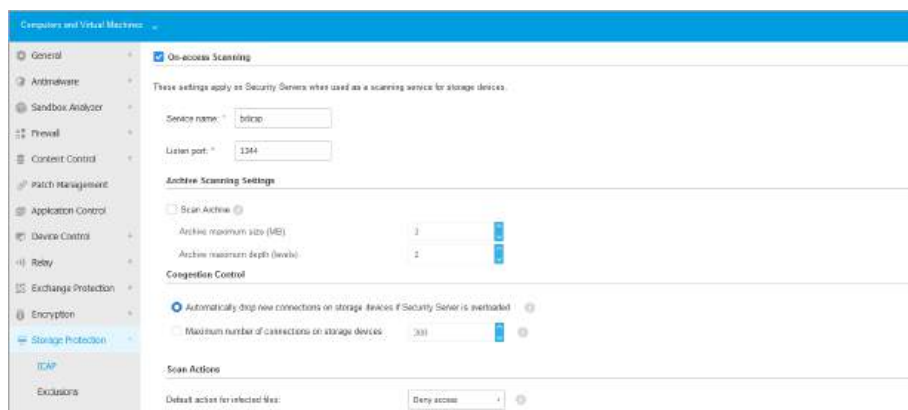 Computers and Virtual Machines
General
Antimalware
Sandbox Analyzer
Firewall
Content Control
Patch Management
Application Control
Device Control
Relay
Exchange Protection
Encryption
Storage Protection
ICAP
Exclusions
On-access Scanning
These settings apply on Security Servers when used as a scanning service for storage devices.
Service name: * bdicap
Listen port: * 1344
Archive Scanning Settings
Scan Archive
Archive maximum size (MB): 3
Archive maximum depth (levels): 2
Congestion Control
Automatically drop new connections on storage devices if Security Server is overloaded
Maximum number of connections on storage devices 300
Scan Actions
Default action for infected files: Deny access